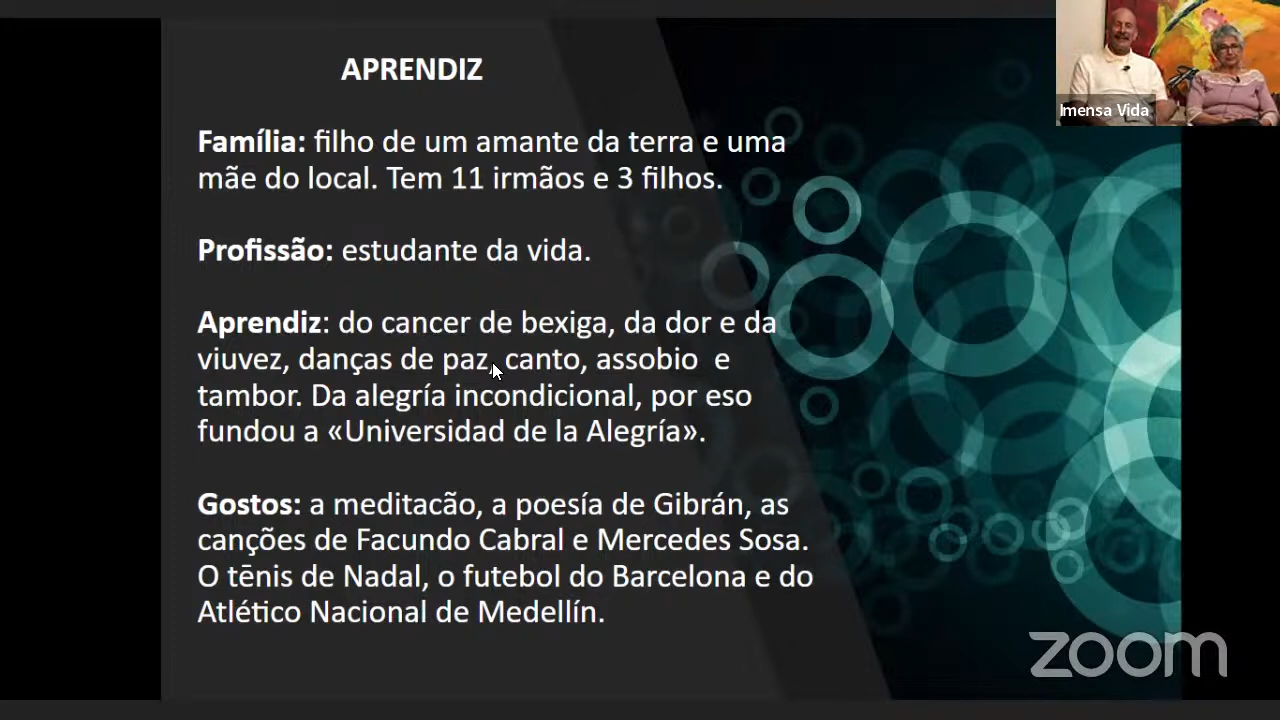 APRENDIZ
Imensa Vida
Família: filho de um amante da terra e uma
mãe do local. Tem 11 irmãos e 3 filhos.
Profissão: estudante da vida.
Aprendiz: do cancer de bexiga, da dor e da
viuvez, danças de paz, canto, assobio e
tambor. Da alegría incondicional, por eso
fundou a «Universidad de la Alegría».
Gostos: a meditacão, a poesía de Gibrán, as
canções de Facundo Cabral e Mercedes Sosa.
O tēnis de Nadal, o futebol do Barcelona e do
Atlético Nacional de Medellín.
zoom